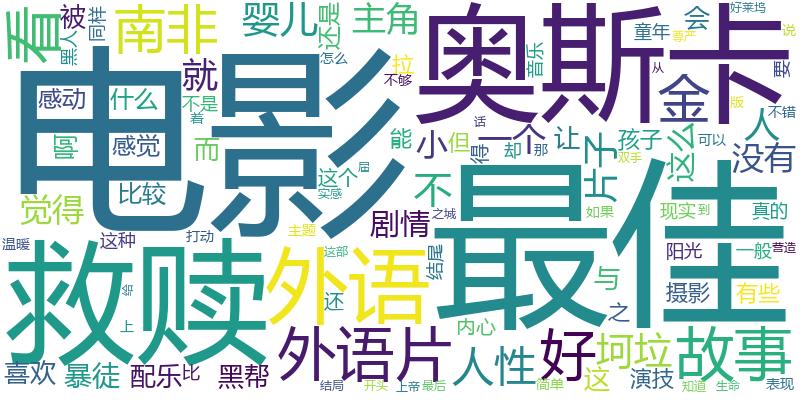 看
黑人
同样
被
南非
婴儿
还是
主角
奥斯卡
童年
尊严
会
好莱坞
说
电影
就
怎么
拉
音乐
不够
从
金
版
要
不错
感动
什么
不是
着
啊
感觉
而
能
小
但
话
得
一个
却
那
让
片子
孩子
双手
这么
可以
人
没有
觉得
比较
这个
届
实感
不
最佳
如果
现实
到
真的
温暖
这种
打动
主题
剧情
之城
与
阳光
一般
营造
救赎
给
上
外语
这部
还
结尾
内心
之
摄影
有些
外语片
人性
好
坷垃
故事
喜欢
暴徒
配乐
比
黑帮
结局
开头
上帝
最后
简单
这
演技
知道
生命
表现